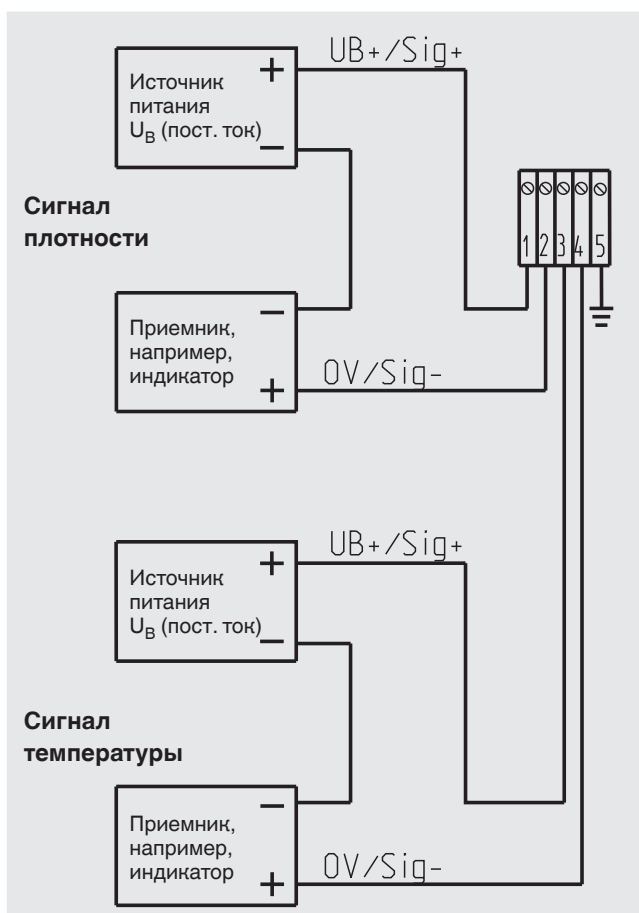 UB+/Sig+
+
Источник
питания
U_B (пост. ток)
−
Сигнал
плотности
1 2 3 4 5
−
Приемник,
например,
индикатор
+
0V/Sig-
UB+/Sig+
+
Источник
питания
U_B (пост. ток)
−
Сигнал
температуры
−
Приемник,
например,
индикатор
+
0V/Sig-